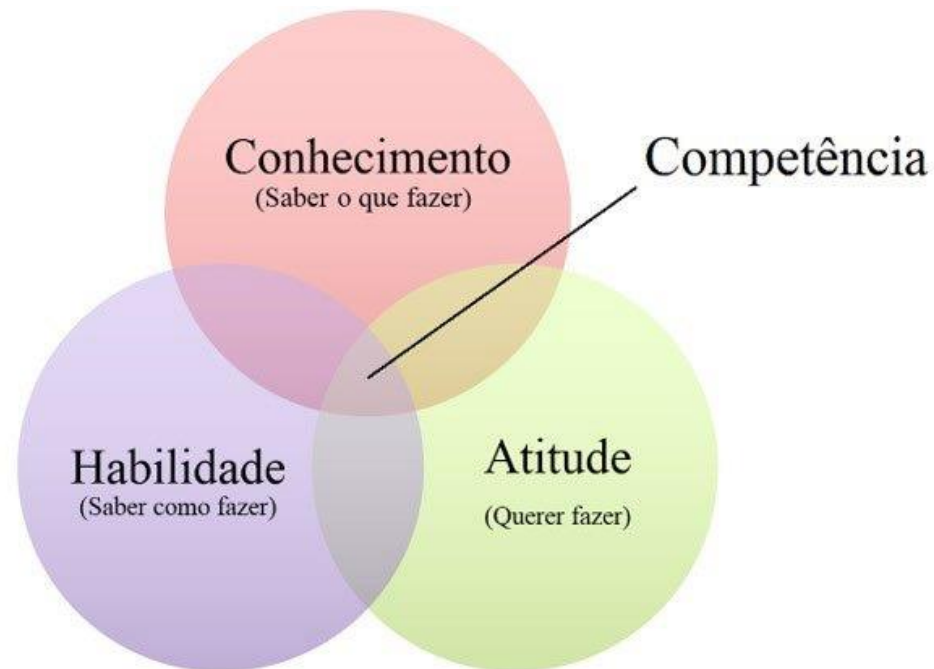 Conhecimento
(Saber o que fazer)
Competência
Habilidade
(Saber como fazer)
Atitude
(Querer fazer)